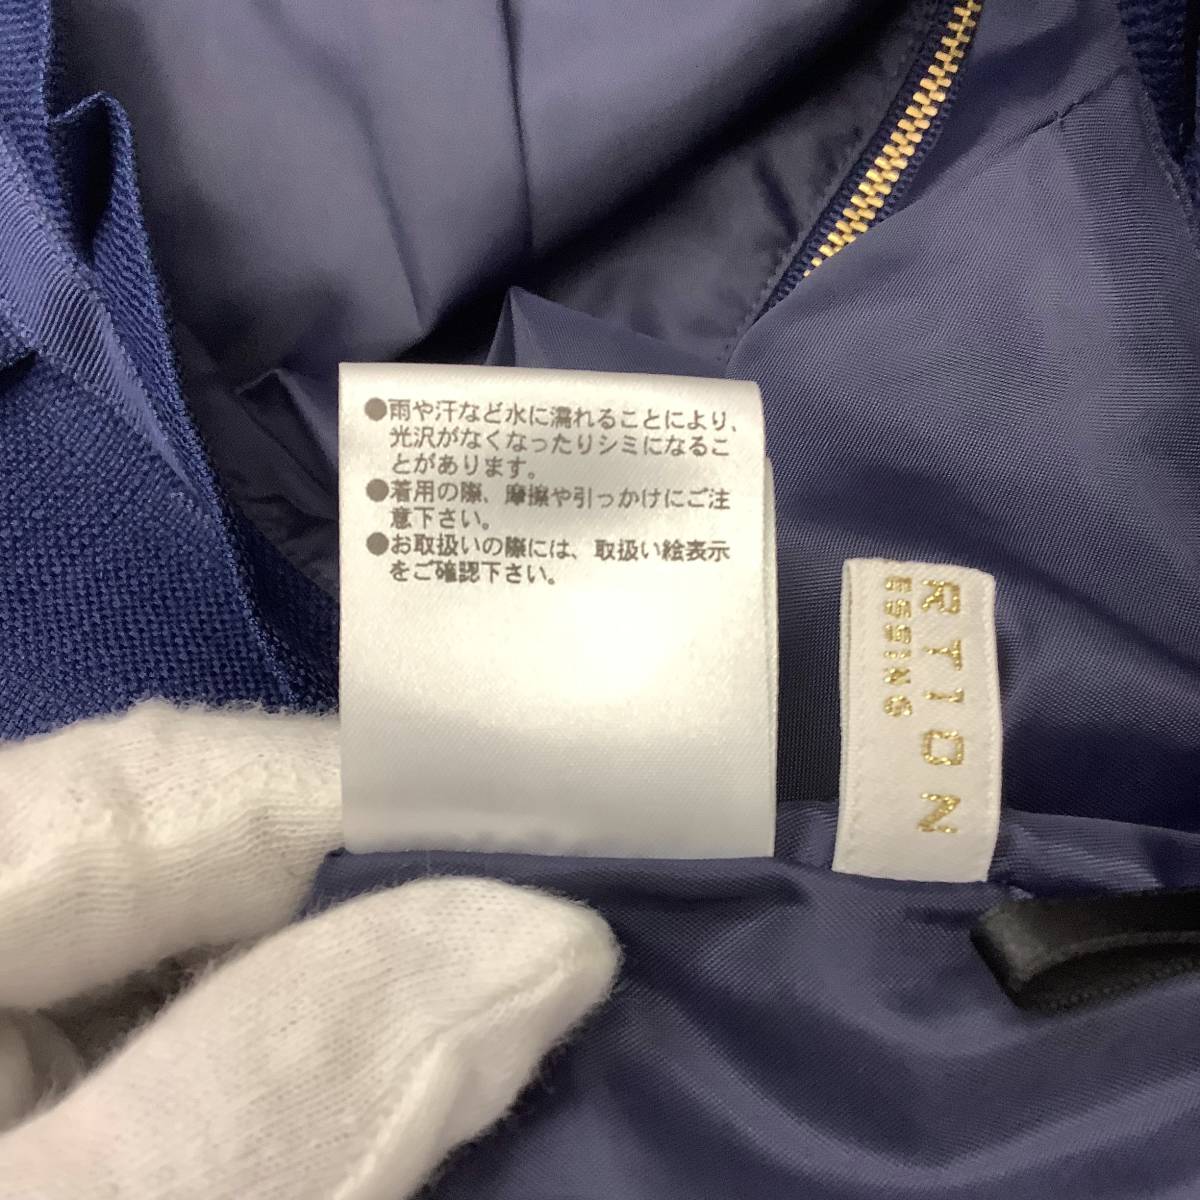 ●雨や汗など水に濡れることにより、
光沢がなくなったりシミになるこ
とがあります。
●着用の際、摩擦や引っかけにご注
意下さい。
●お取扱いの際には、取扱い絵表示
をご確認下さい。
RTION
ESSING